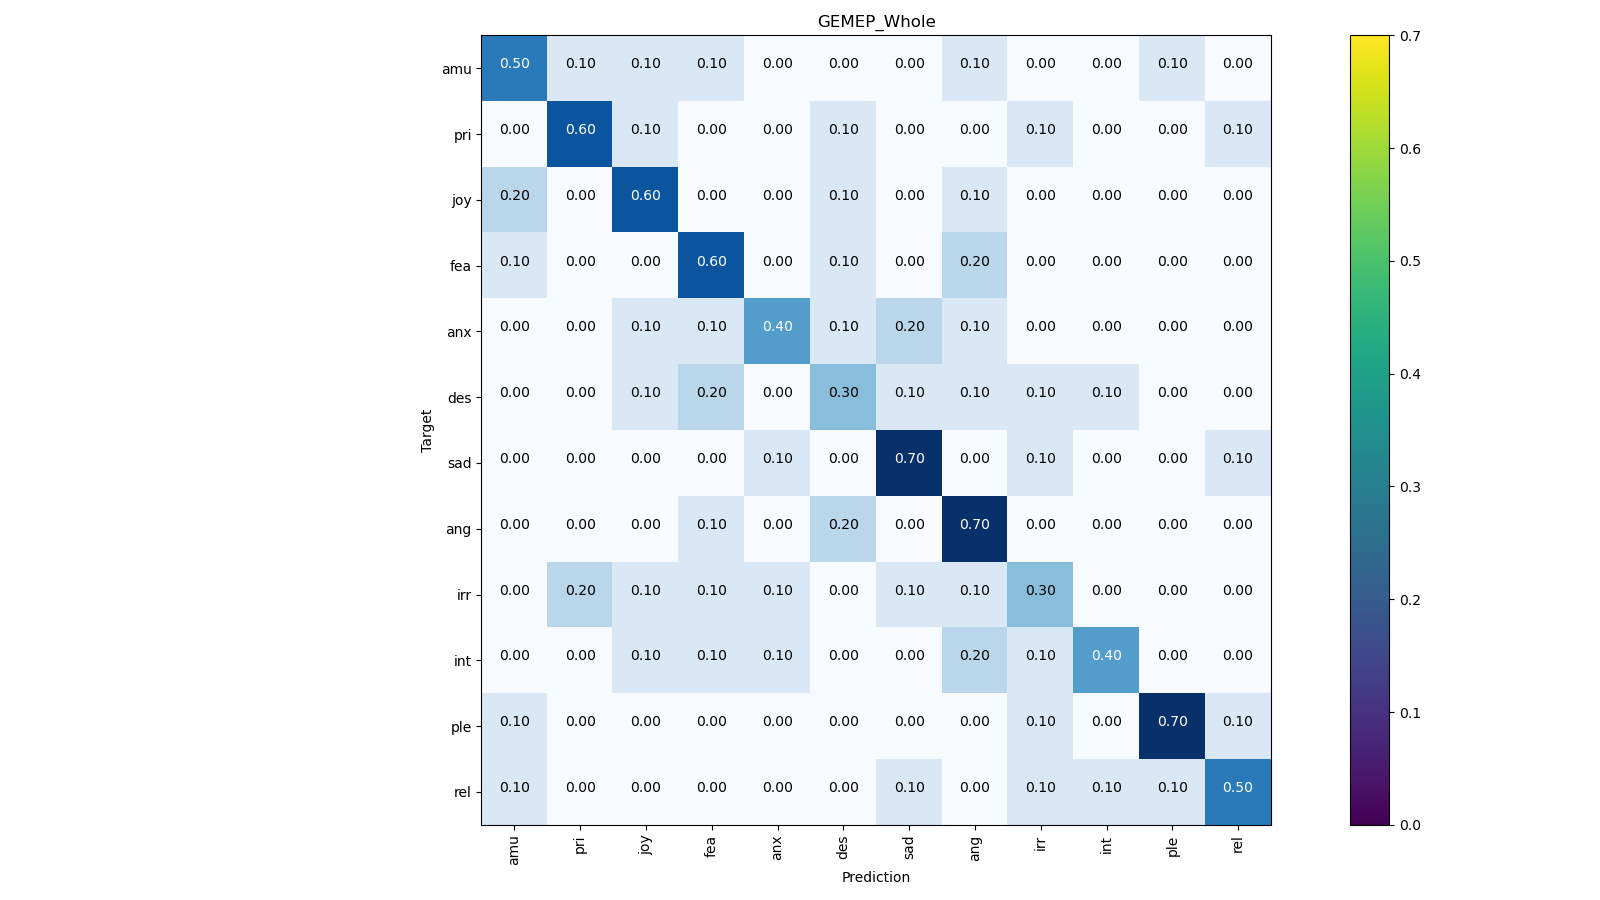 GEMEP_Whole
amu 0.50 0.10 0.10 0.10 0.00 0.00 0.00 0.10 0.00 0.00 0.10 0.00
pri 0.00 0.60 0.10 0.00 0.00 0.10 0.00 0.00 0.10 0.00 0.00 0.10
joy 0.20 0.00 0.60 0.00 0.00 0.10 0.00 0.10 0.00 0.00 0.00 0.00
fea 0.10 0.00 0.00 0.60 0.00 0.10 0.00 0.20 0.00 0.00 0.00 0.00
anx 0.00 0.00 0.10 0.10 0.40 0.10 0.20 0.10 0.00 0.00 0.00 0.00
des 0.00 0.00 0.10 0.20 0.00 0.30 0.10 0.10 0.10 0.10 0.00 0.00
sad 0.00 0.00 0.00 0.00 0.10 0.00 0.70 0.00 0.10 0.00 0.00 0.10
ang 0.00 0.00 0.00 0.10 0.00 0.20 0.00 0.70 0.00 0.00 0.00 0.00
irr 0.00 0.20 0.10 0.10 0.10 0.00 0.10 0.10 0.30 0.00 0.00 0.00
int 0.00 0.00 0.10 0.10 0.10 0.00 0.00 0.20 0.10 0.40 0.00 0.00
ple 0.10 0.00 0.00 0.00 0.00 0.00 0.00 0.00 0.10 0.00 0.70 0.10
rel 0.10 0.00 0.00 0.00 0.00 0.00 0.10 0.00 0.10 0.10 0.10 0.50
amu pri joy fea anx des sad ang irr int ple rel
Prediction
Target
0.7
0.6
0.5
0.4
0.3
0.2
0.1
0.0